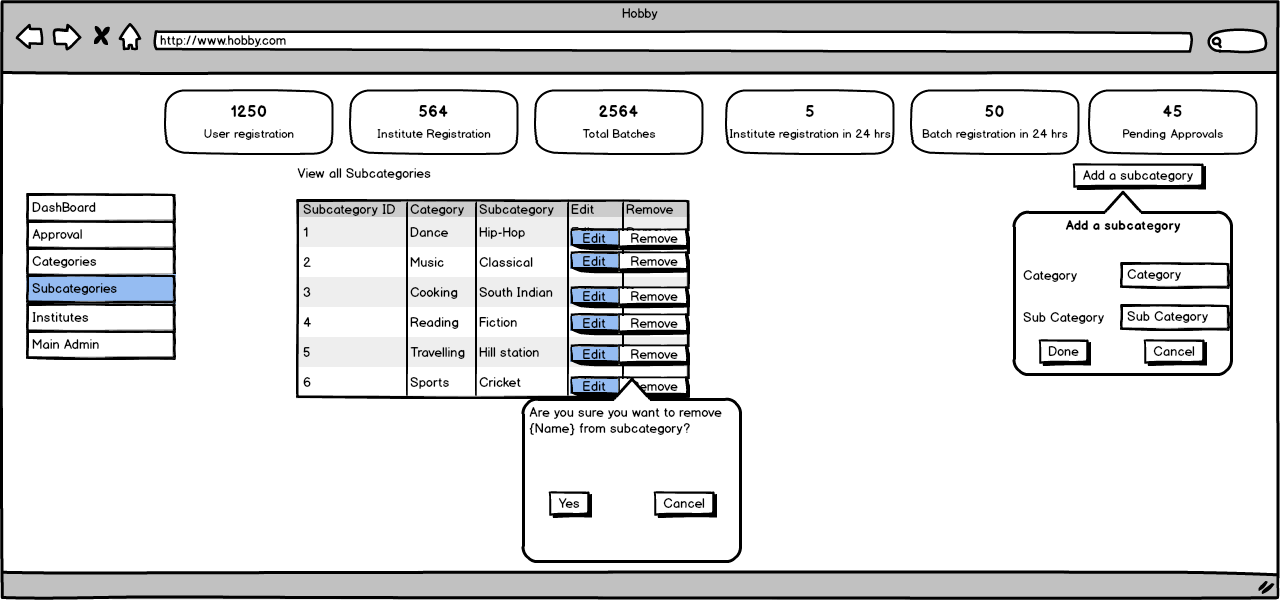 Hobby
http://www.hobby.com
1250
User registration
564
Institute Registration
2564
Total Batches
5
Institute registration in 24 hrs
50
Batch registration in 24 hrs
45
Pending Approvals
View all Subcategories
Add a subcategory
DashBoard
Approval
Categories
Subcategories
Institutes
Main Admin
Subcategory ID Category Subcategory Edit Remove
1 Dance Hip-Hop Edit Remove
2 Music Classical Edit Remove
3 Cooking South Indian Edit Remove
4 Reading Fiction Edit Remove
5 Travelling Hill station Edit Remove
6 Sports Cricket Edit Remove
Are you sure you want to remove
{Name} from subcategory?
Yes Cancel
Add a subcategory
Category Category
Sub Category Sub Category
Done Cancel